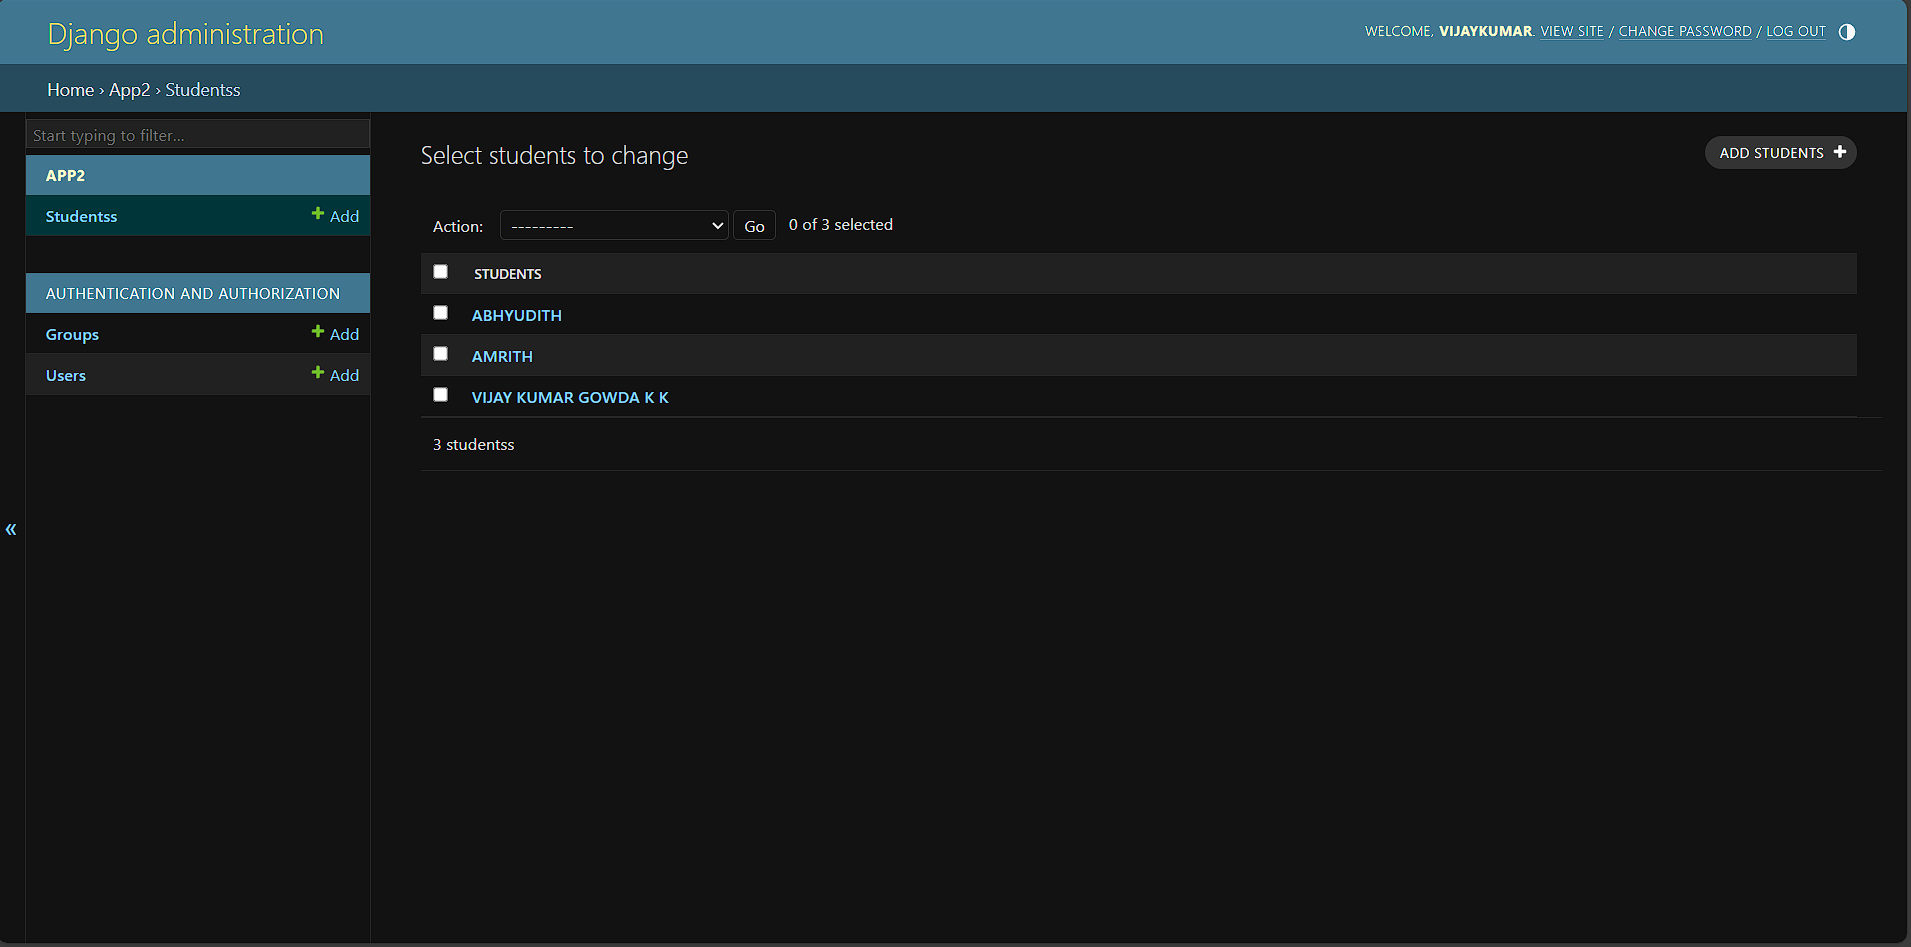 Django administration
WELCOME, VIJAYKUMAR. VIEW SITE / CHANGE PASSWORD / LOG OUT
Home › App2 › Studentss
Start typing to filter...
APP2
Studentss + Add
AUTHENTICATION AND AUTHORIZATION
Groups + Add
Users + Add
«
Select students to change
ADD STUDENTS +
Action: --------- Go 0 of 3 selected
STUDENTS
ABHYUDITH
AMRITH
VIJAY KUMAR GOWDA K K
3 studentss